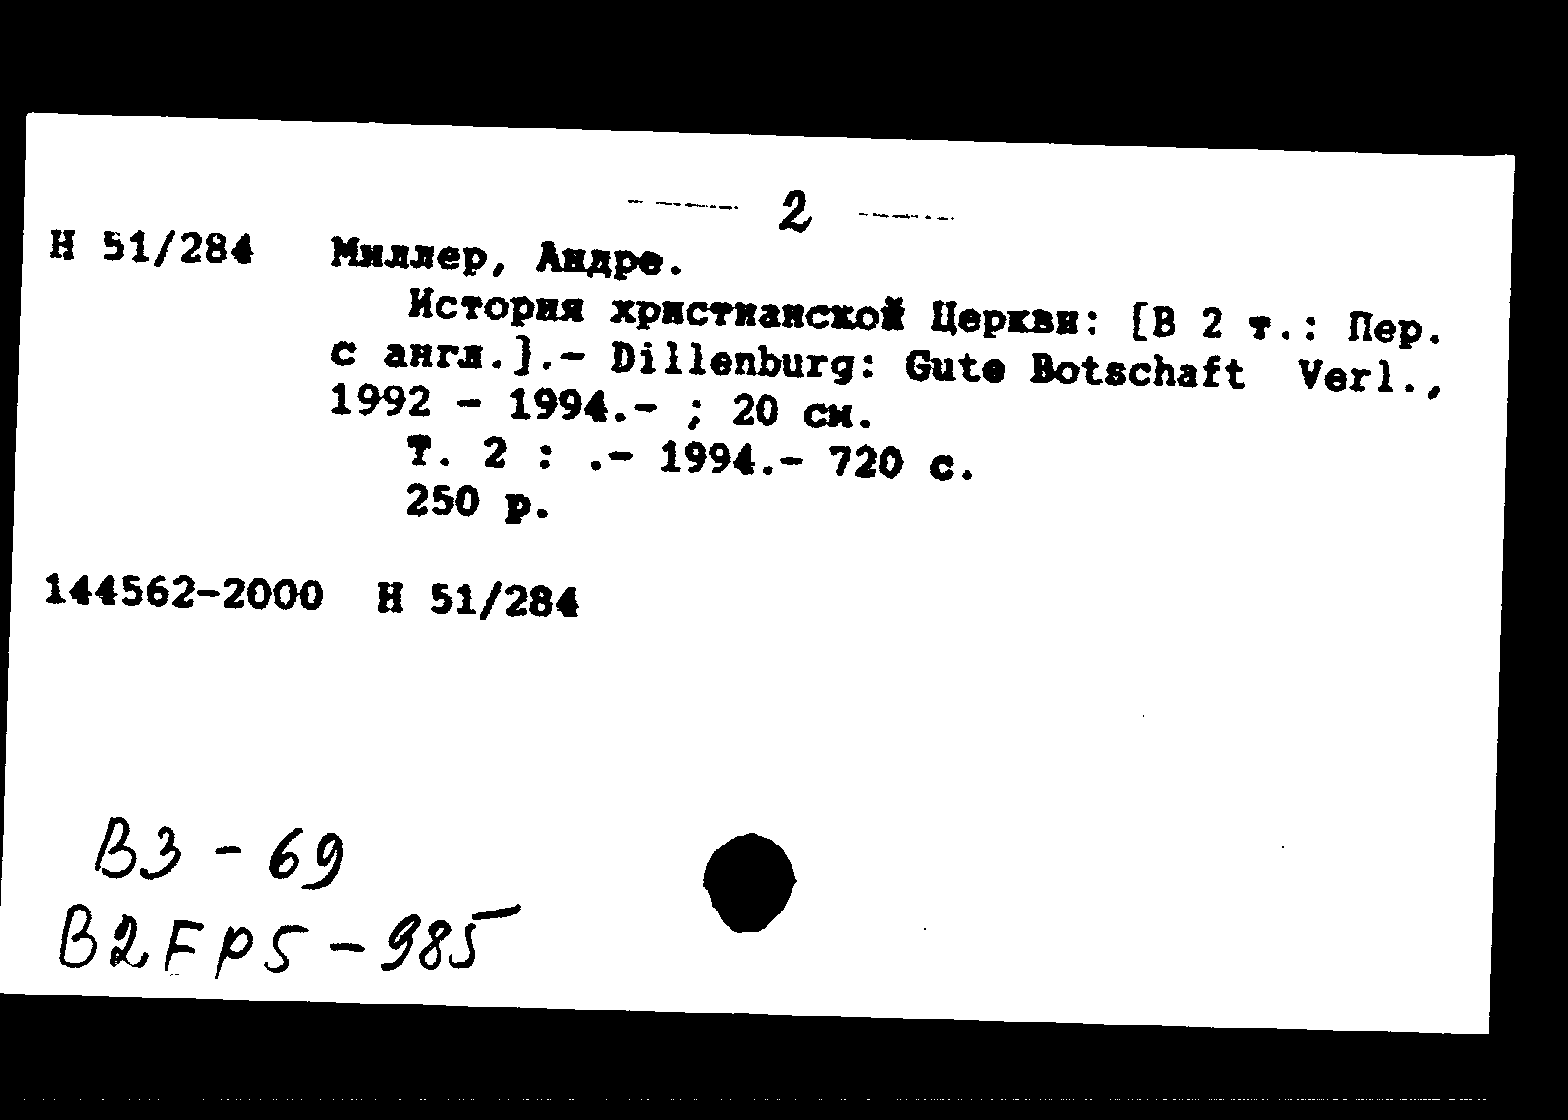 2
Н 51/284 Миллер, Андре.
История христианской Церкви: [В 2 т.: Пер.
с англ.].- Dillenburg: Gute Botschaft Verl.,
1992 - 1994.- ; 20 см.
Т. 2 : .- 1994.- 720 с.
250 р.
144562-2000 Н 51/284
В3 - 69
B2FP5 - 985